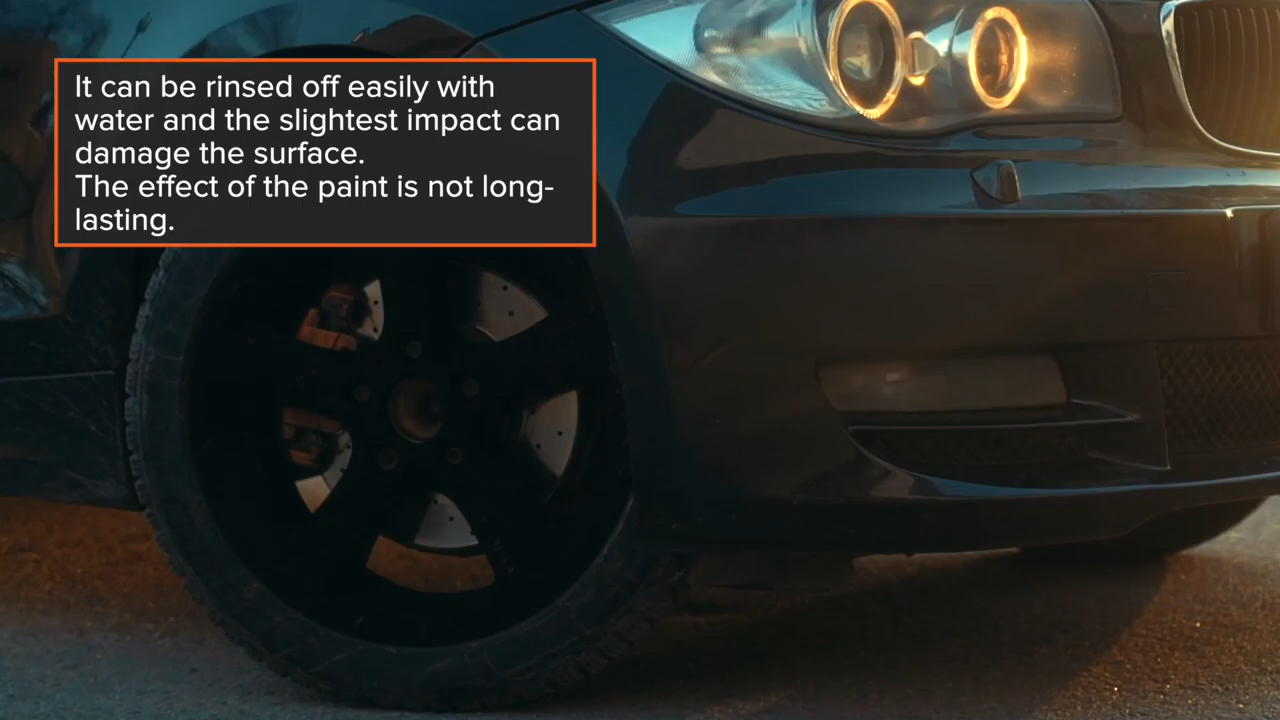 It can be rinsed off easily with
water and the slightest impact can
damage the surface.
The effect of the paint is not long-
lasting.